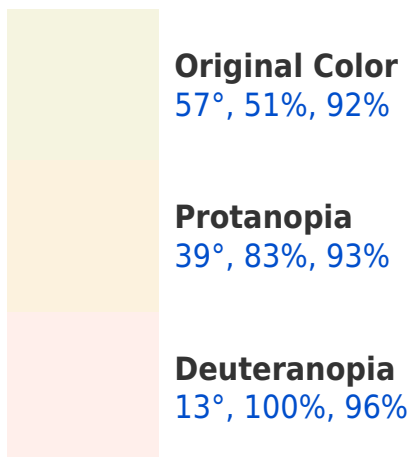 Original Color
57°, 51%, 92%
Protanopia
39°, 83%, 93%
Deuteranopia
13°, 100%, 96%